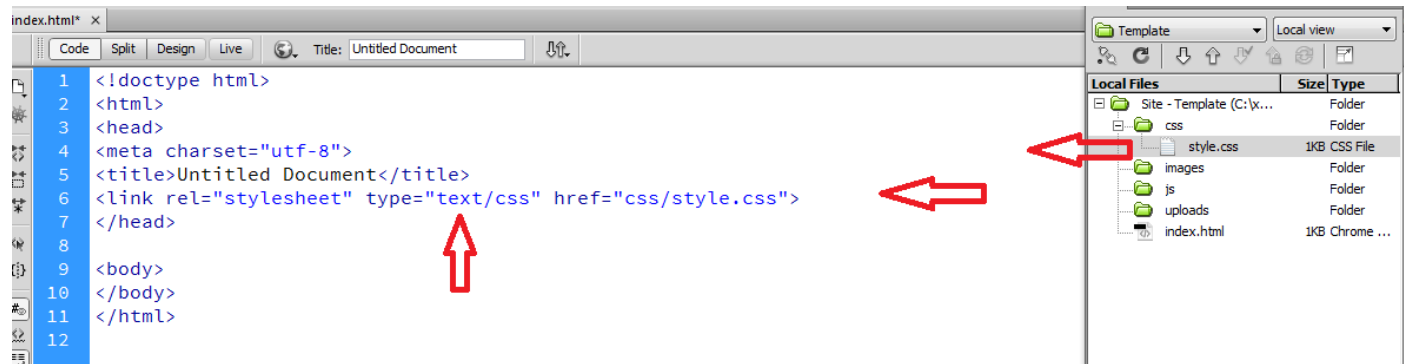 index.html* ×
Code Split Design Live Title: Untitled Document
1 <!doctype html>
2 <html>
3 <head>
4 <meta charset="utf-8">
5 <title>Untitled Document</title>
6 <link rel="stylesheet" type="text/css" href="css/style.css">
7 </head>
8
9 <body>
10 </body>
11 </html>
12
Template Local view
Local Files Size Type
Site - Template (C:\x... Folder
css Folder
style.css 1KB CSS File
images Folder
js Folder
uploads Folder
index.html 1KB Chrome ...